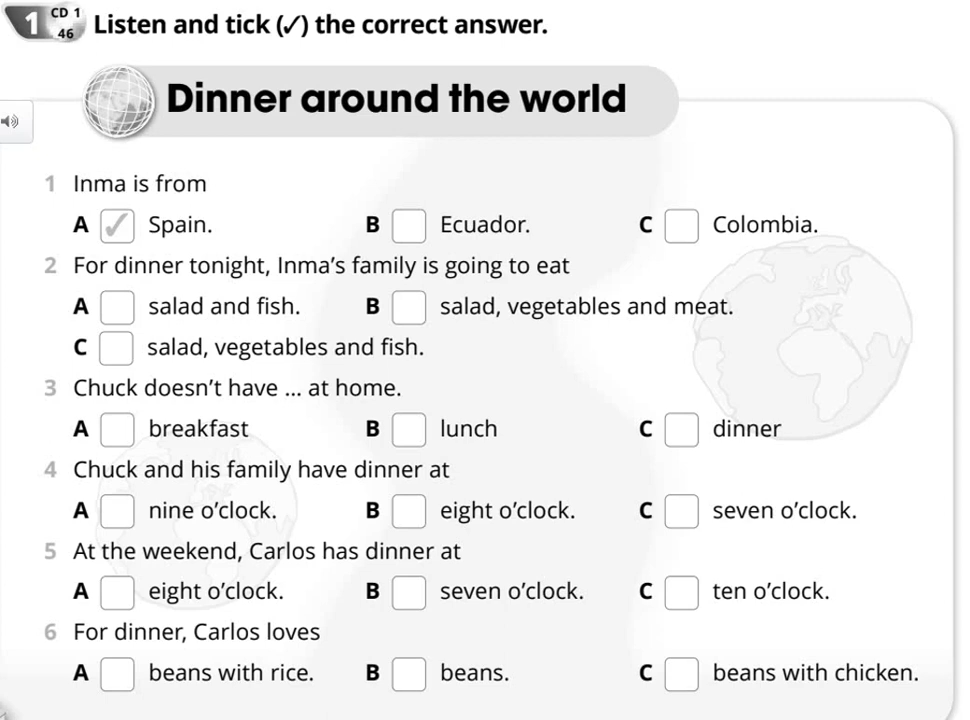 1 CD 1 46 Listen and tick (✓) the correct answer.
Dinner around the world
1 Inma is from
A ✓ Spain. B Ecuador. C Colombia.
2 For dinner tonight, Inma’s family is going to eat
A salad and fish. B salad, vegetables and meat.
C salad, vegetables and fish.
3 Chuck doesn’t have ... at home.
A breakfast B lunch C dinner
4 Chuck and his family have dinner at
A nine o’clock. B eight o’clock. C seven o’clock.
5 At the weekend, Carlos has dinner at
A eight o’clock. B seven o’clock. C ten o’clock.
6 For dinner, Carlos loves
A beans with rice. B beans. C beans with chicken.